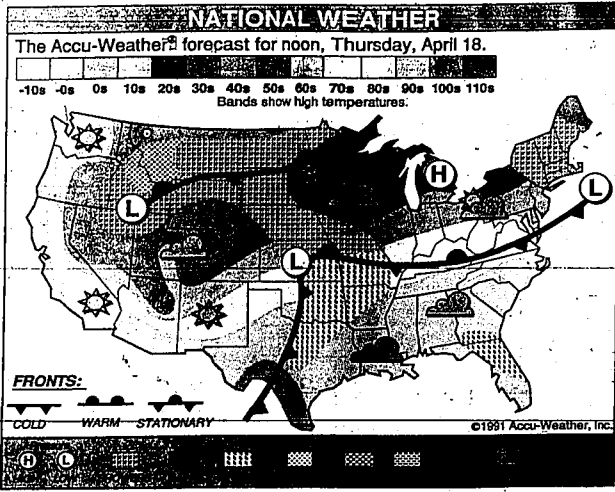 NATIONAL WEATHER
The Accu-Weather® forecast for noon, Thursday, April 18.
-10s -0s 0s 10s 20s 30s 40s 50s 60s 70s 80s 90s 100s 110s
Bands show high temperatures.
H
L
L
L
FRONTS:
COLD WARM STATIONARY
©1991 Accu-Weather, Inc.
H L